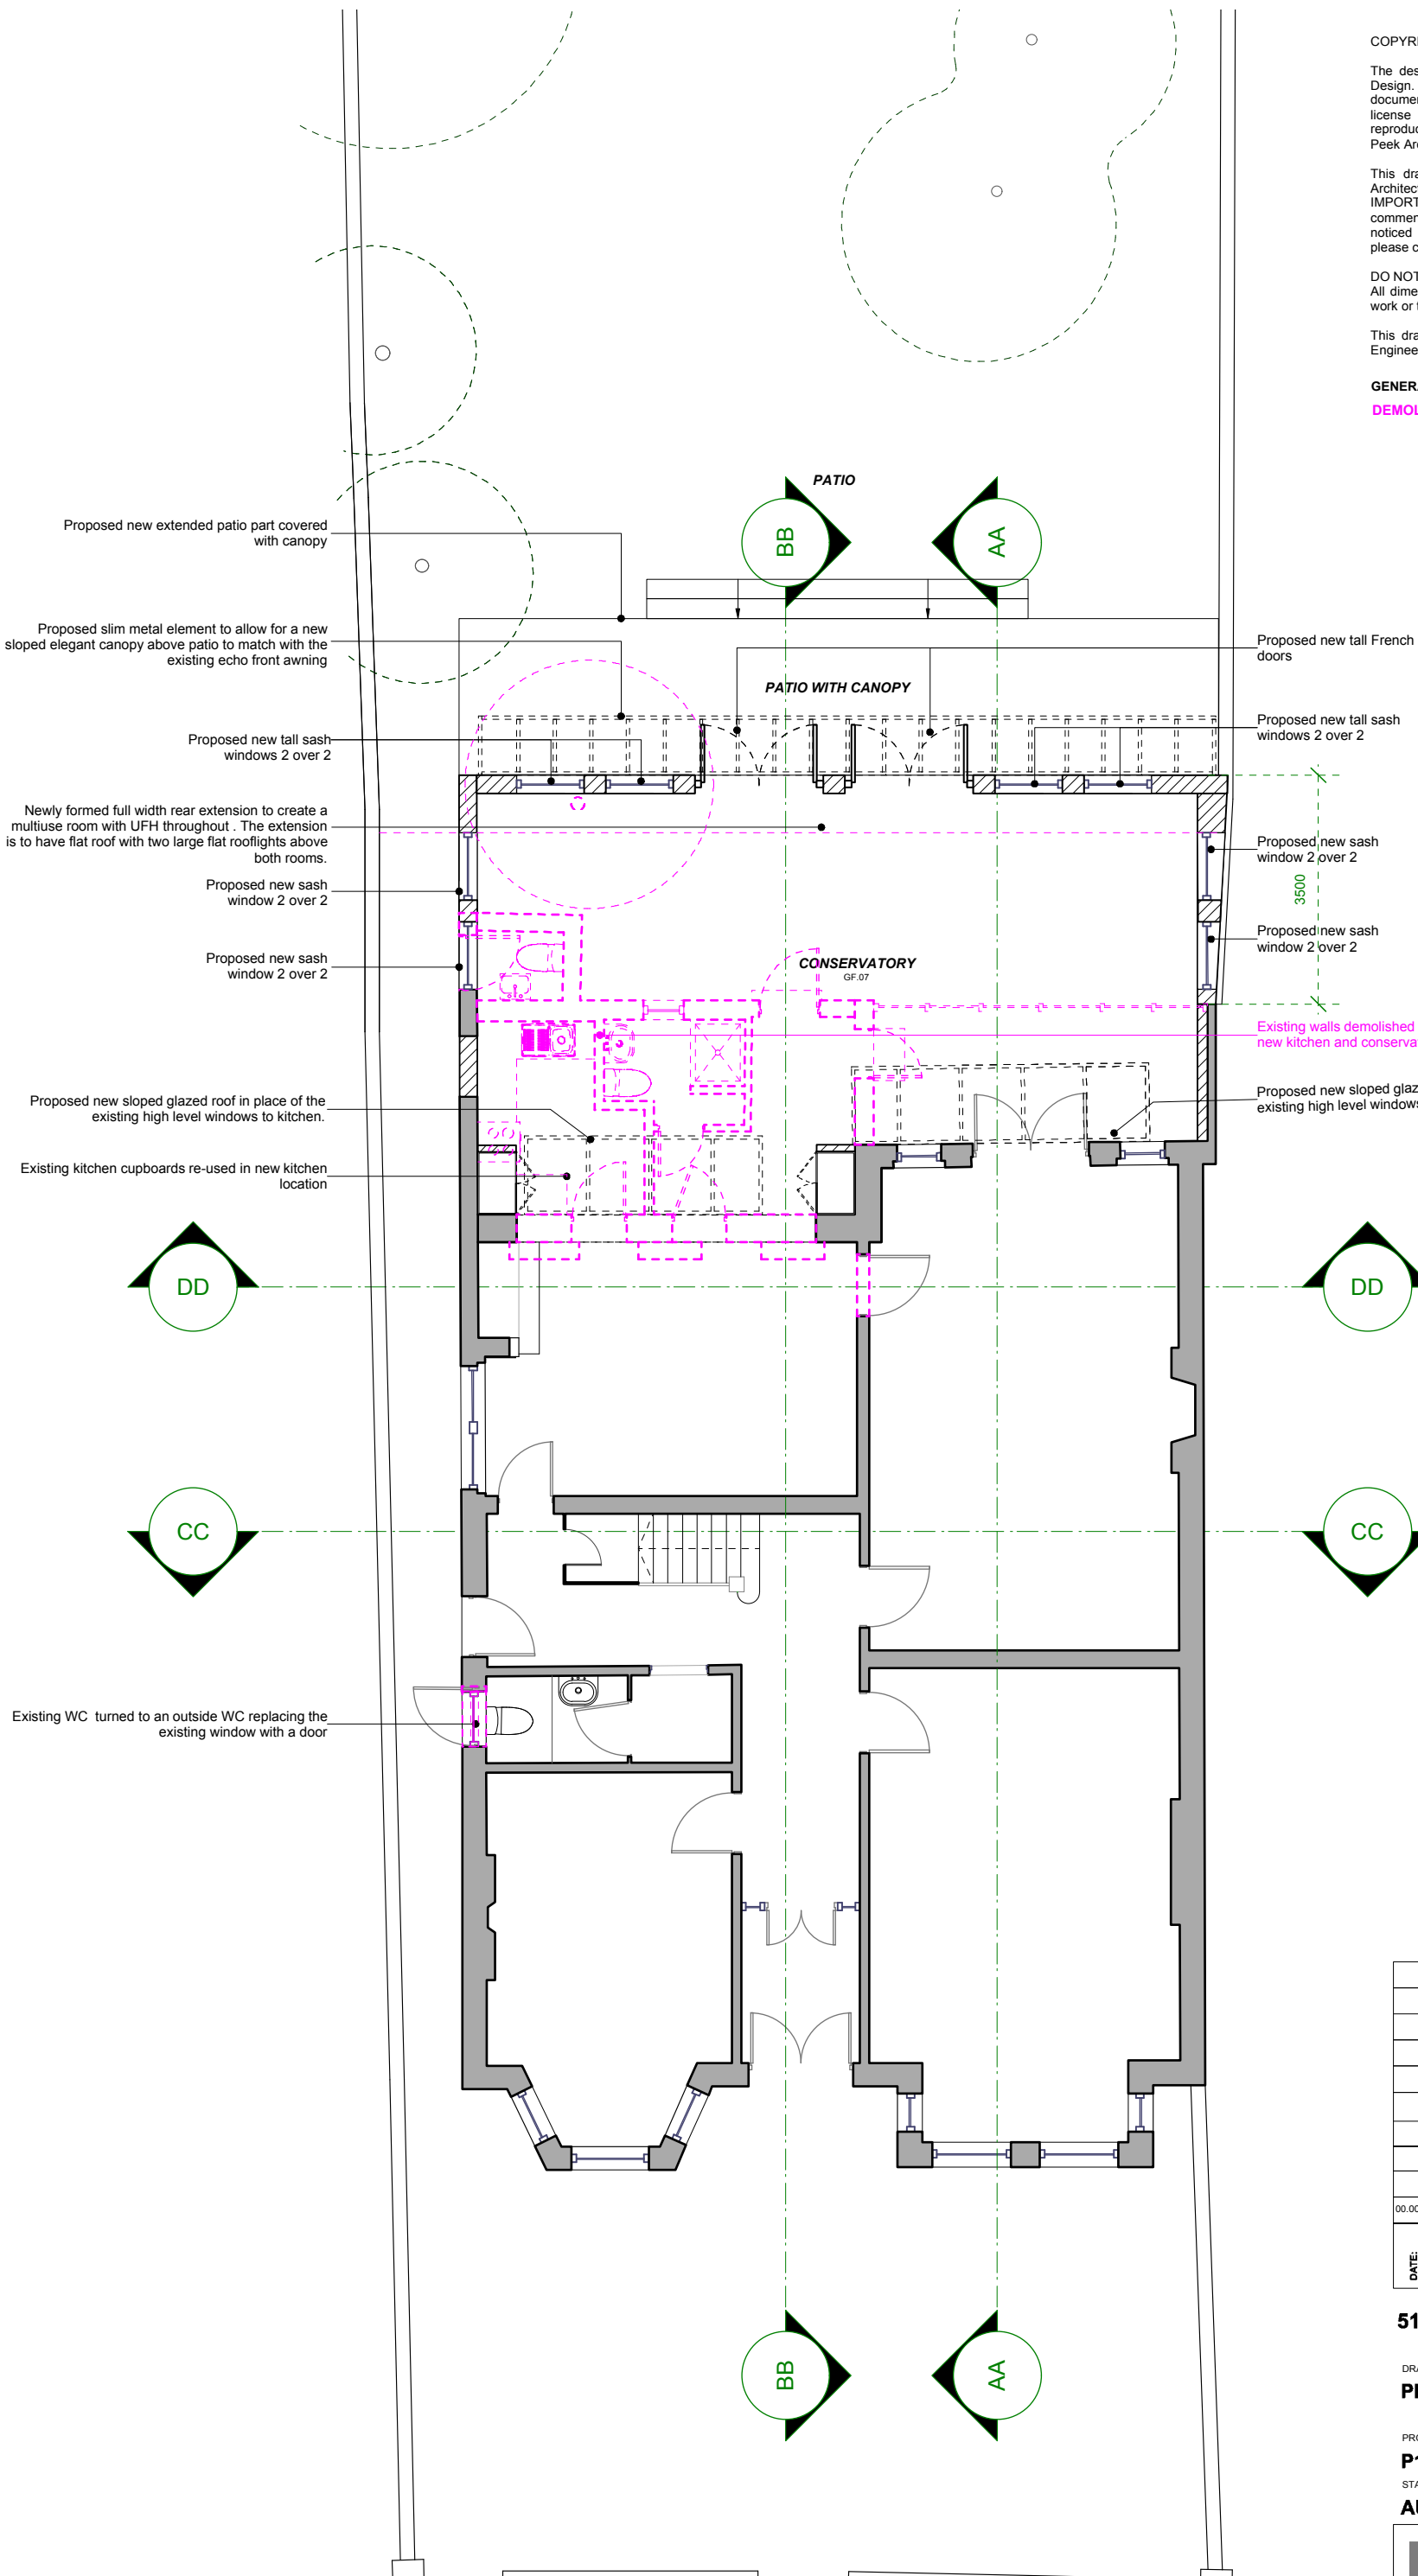 COPYRI
The des
Design.
documen
license
reproduc
Peek Arc
This dra
Architect
IMPORT
commen
noticed
please c
DO NOT
All dime
work or f
This dra
Enginee
GENERA
DEMOL
PATIO
BB
AA
Proposed new extended patio part covered
with canopy
Proposed slim metal element to allow for a new
sloped elegant canopy above patio to match with the
existing echo front awning
Proposed new tall French
doors
PATIO WITH CANOPY
Proposed new tall sash
windows 2 over 2
Proposed new tall sash
windows 2 over 2
Newly formed full width rear extension to create a
multiuse room with UFH throughout . The extension
is to have flat roof with two large flat rooflights above
both rooms.
Proposed new sash
window 2 over 2
3500
Proposed new sash
window 2 over 2
Proposed new sash
window 2 over 2
Proposed new sash
window 2 over 2
CONSERVATORY
GF.07
Existing walls demolished
new kitchen and conserva
Proposed new sloped glazed roof in place of the
existing high level windows to kitchen.
Proposed new sloped glaz
existing high level windows
Existing kitchen cupboards re-used in new kitchen
location
DD
DD
CC
CC
Existing WC turned to an outside WC replacing the
existing window with a door
00.00
DATE:
51
BB
AA
DRA
PRO
P1
STA